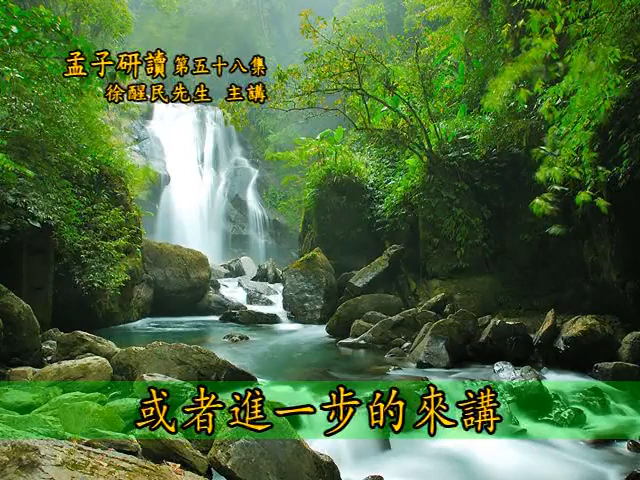 孟子研讀 第五十八集
徐醒民先生 主講
或者進一步的來講